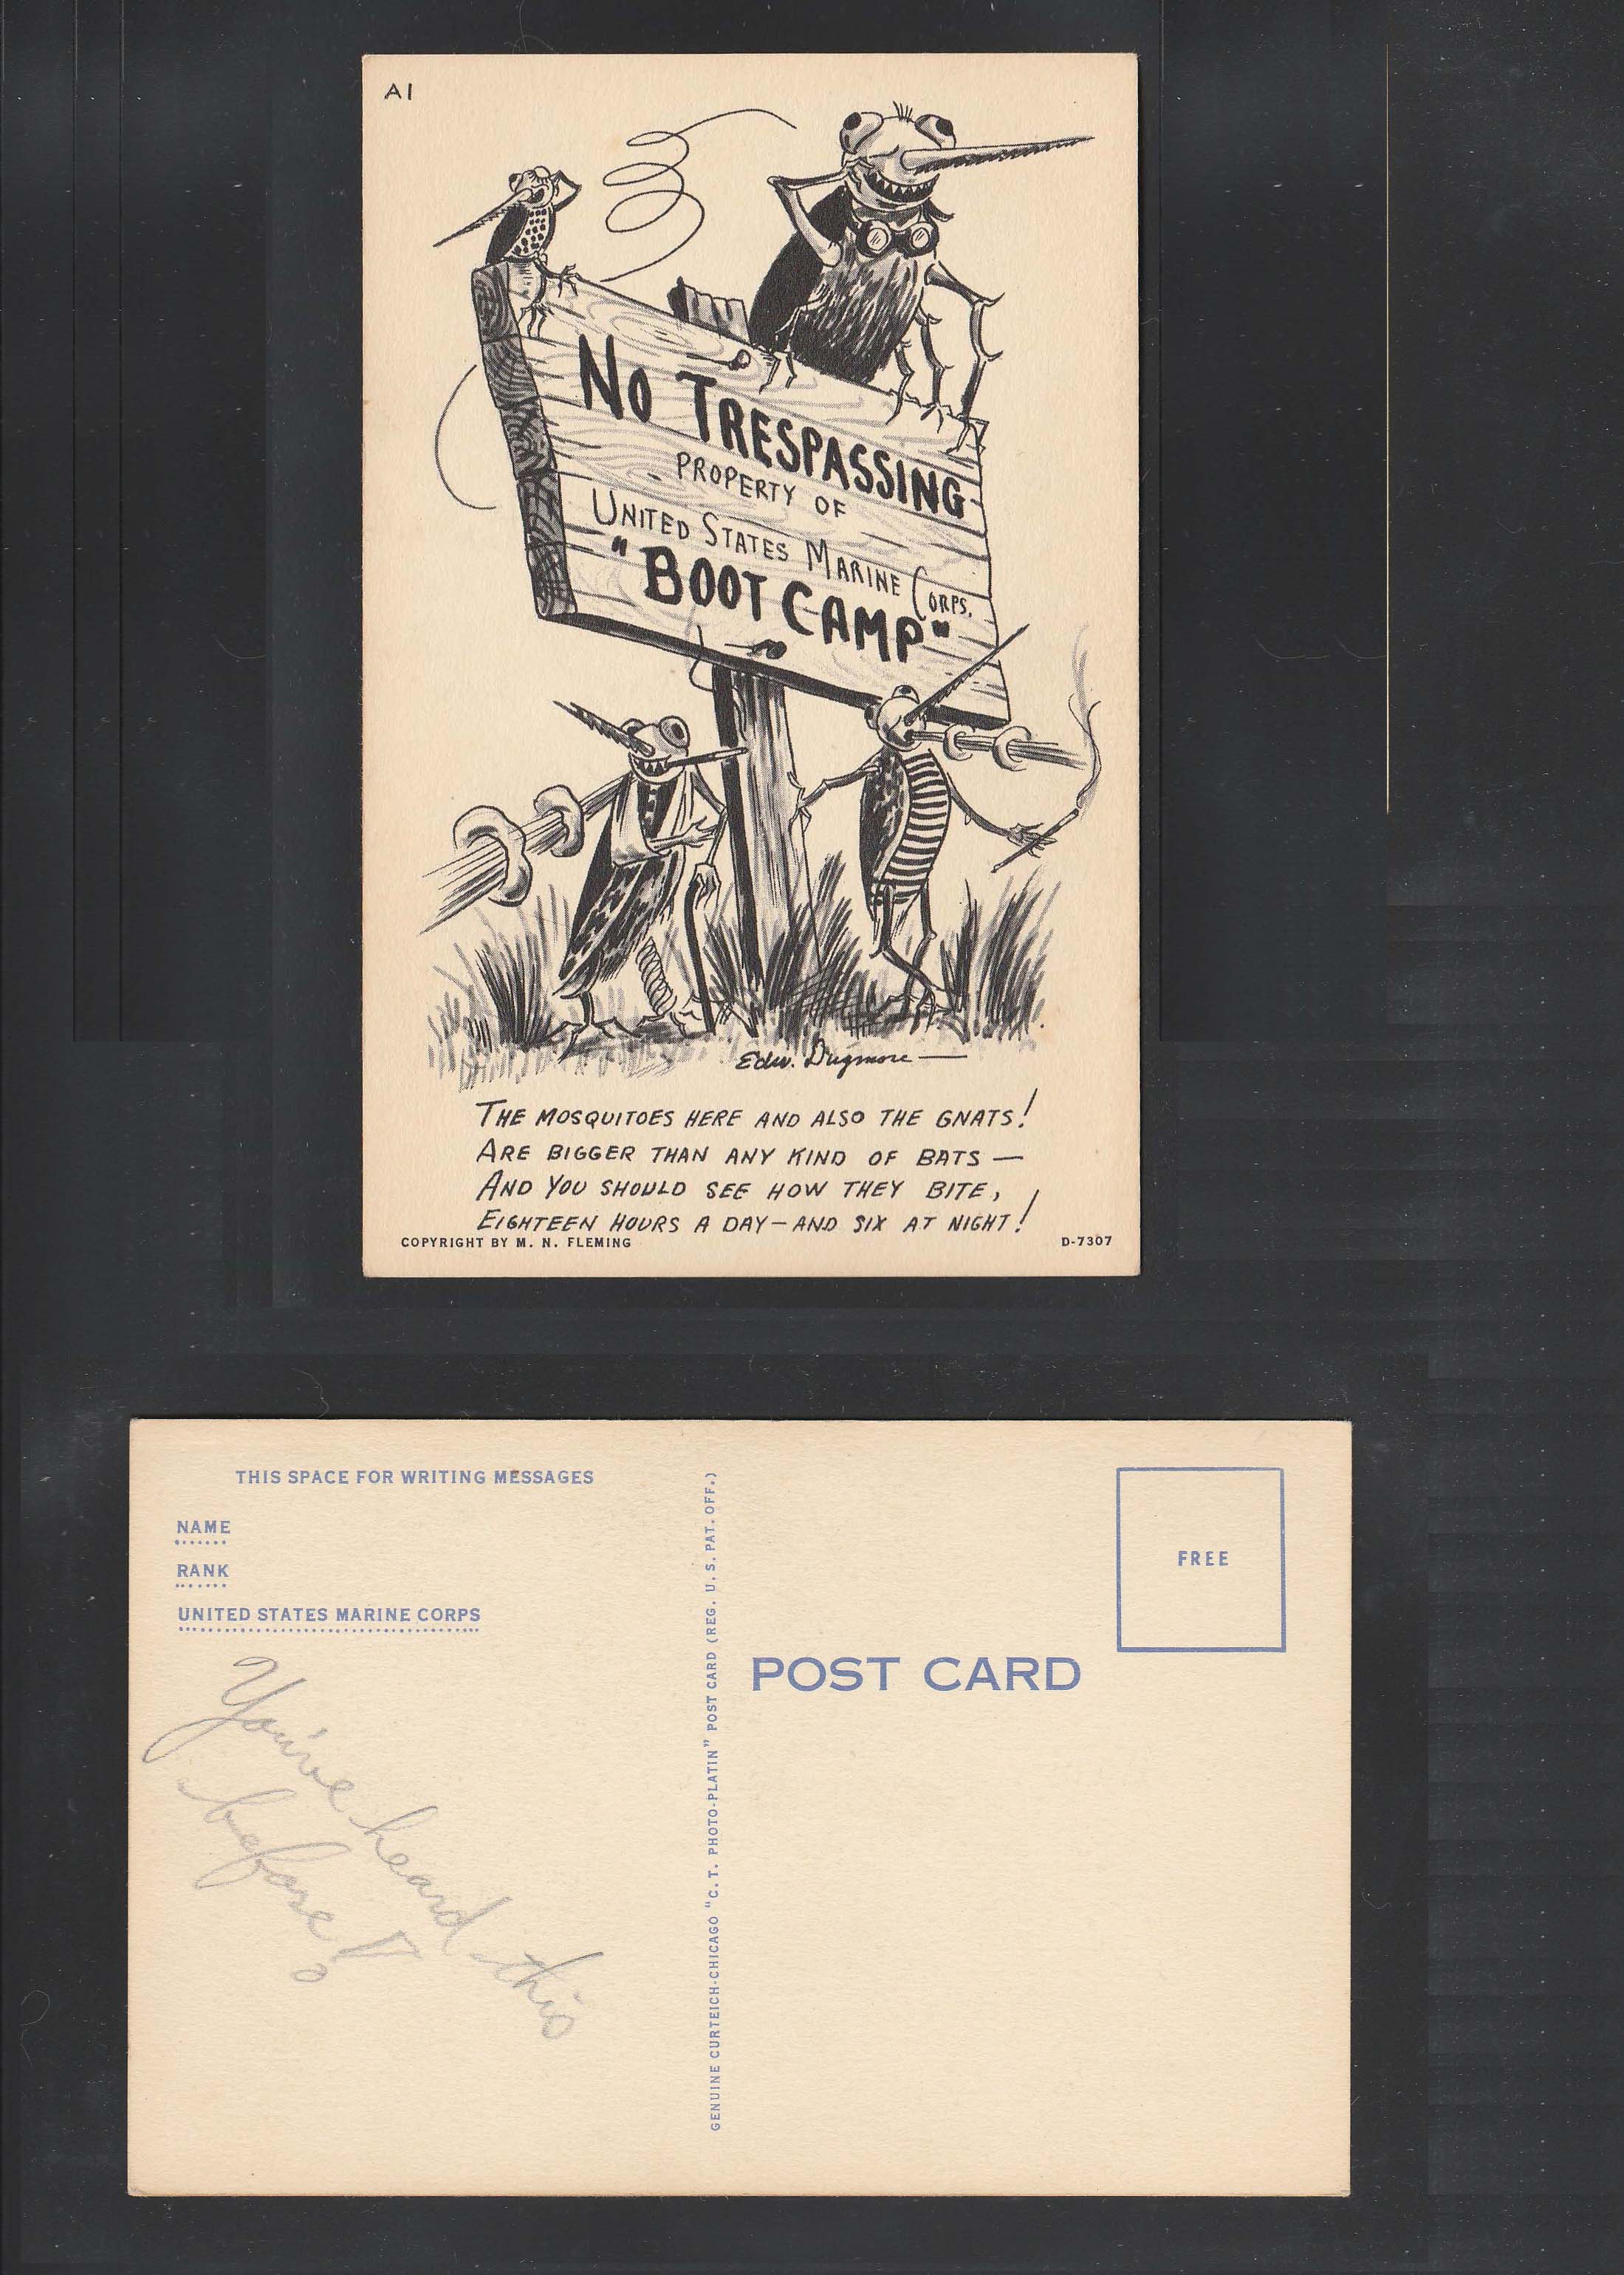 A1
NO TRESPASSING
PROPERTY OF
UNITED STATES MARINE CORPS.
"BOOT CAMP"
Edw. Dugmore
THE MOSQUITOES HERE AND ALSO THE GNATS!
ARE BIGGER THAN ANY KIND OF BATS —
AND YOU SHOULD SEE HOW THEY BITE,
EIGHTEEN HOURS A DAY — AND SIX AT NIGHT!
COPYRIGHT BY M. N. FLEMING
D-7307
THIS SPACE FOR WRITING MESSAGES
NAME
RANK
UNITED STATES MARINE CORPS
You've heard this
before!
GENUINE CURTEICH-CHICAGO "C. T. PHOTO-PLATIN" POST CARD (REG. U. S. PAT. OFF.)
FREE
POST CARD